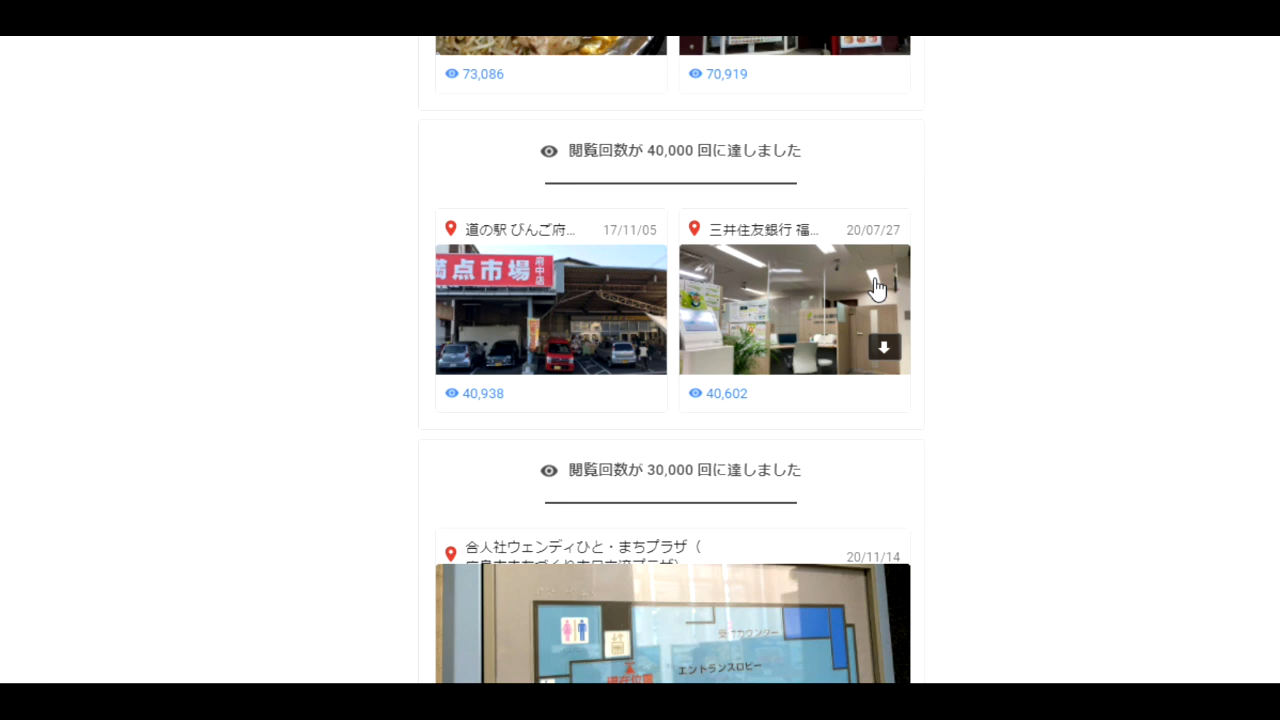 73,086
70,919
閲覧回数が 40,000 回に達しました
道の駅 びんご府...
17/11/05
三井住友銀行 福...
20/07/27
満点市場
府中店
40,938
40,602
閲覧回数が 30,000 回に達しました
合人社ウェンディひと・まちプラザ（
20/11/14
受付カウンター
エントランスロビー
現在位置